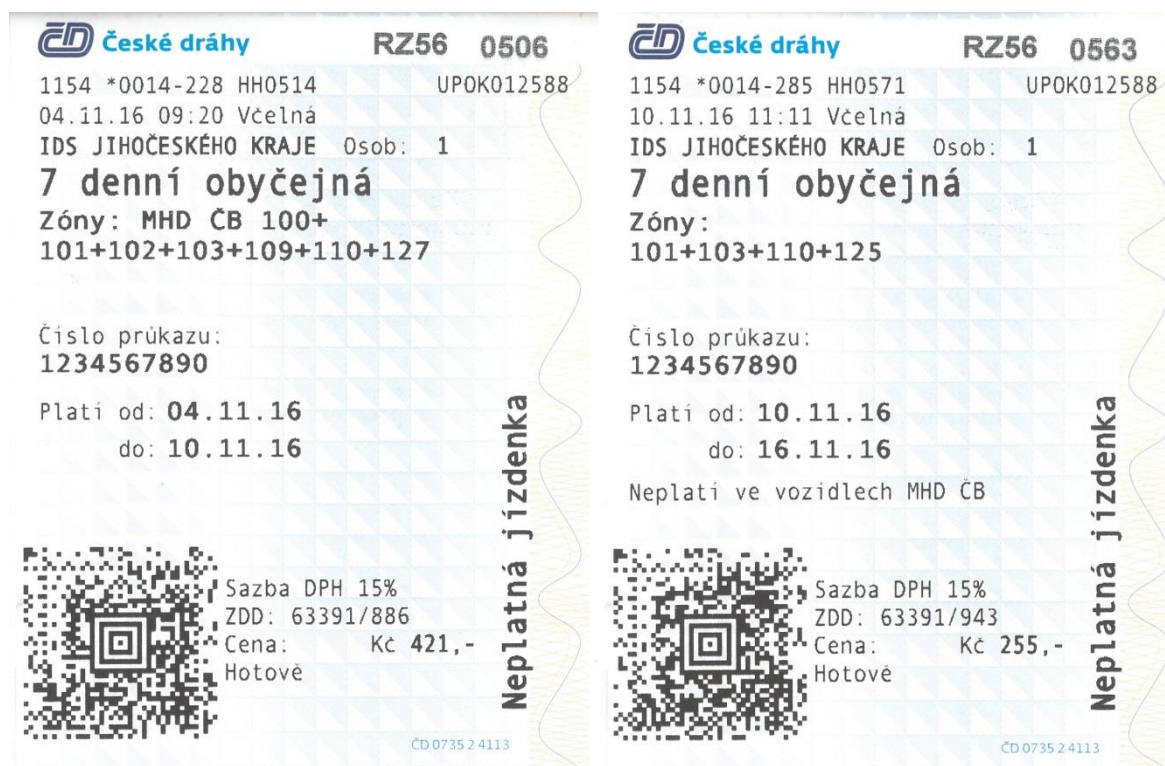 ČD České dráhy RZ56 0506
1154 *0014-228 HH0514 UPOK012588
04.11.16 09:20 Včelná
IDS JIHOČESKÉHO KRAJE Osob: 1
7 denní obyčejná
Zóny: MHD ČB 100+
101+102+103+109+110+127
Číslo průkazu:
1234567890
Platí od: 04.11.16
do: 10.11.16
Sazba DPH 15%
ZDD: 63391/886
Cena: Kč 421,-
Hotově
Neplatná jízdenka
ČD 0735 2 4113
ČD České dráhy RZ56 0563
1154 *0014-285 HH0571 UPOK012588
10.11.16 11:11 Včelná
IDS JIHOČESKÉHO KRAJE Osob: 1
7 denní obyčejná
Zóny:
101+103+110+125
Číslo průkazu:
1234567890
Platí od: 10.11.16
do: 16.11.16
Neplatí ve vozidlech MHD ČB
Sazba DPH 15%
ZDD: 63391/943
Cena: Kč 255,-
Hotově
Neplatná jízdenka
ČD 0735 2 4113